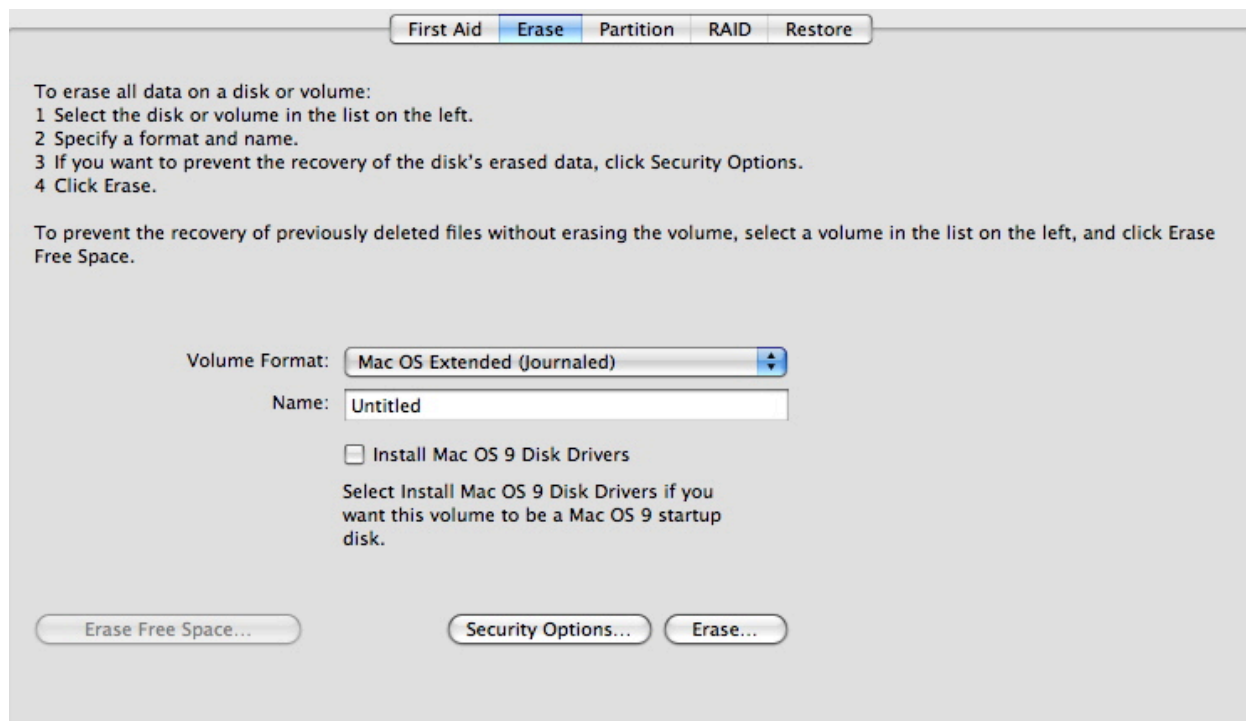 First Aid Erase Partition RAID Restore
To erase all data on a disk or volume:
1 Select the disk or volume in the list on the left.
2 Specify a format and name.
3 If you want to prevent the recovery of the disk's erased data, click Security Options.
4 Click Erase.
To prevent the recovery of previously deleted files without erasing the volume, select a volume in the list on the left, and click Erase
Free Space.
Volume Format: Mac OS Extended (Journaled)
Name: Untitled
Install Mac OS 9 Disk Drivers
Select Install Mac OS 9 Disk Drivers if you
want this volume to be a Mac OS 9 startup
disk.
Erase Free Space... Security Options... Erase...